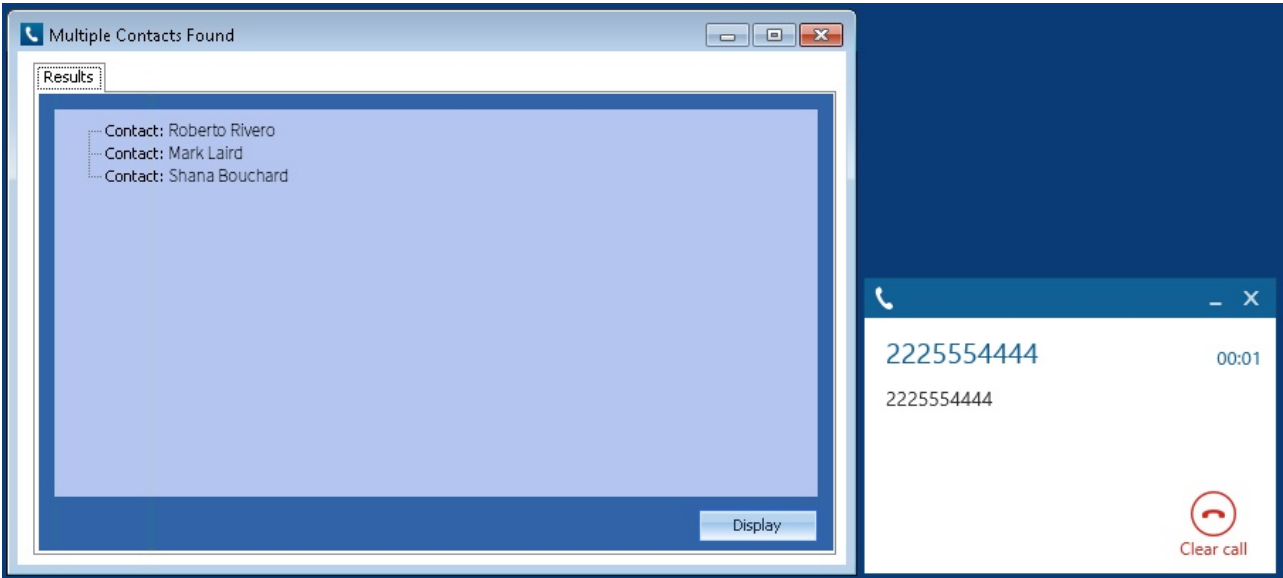 Multiple Contacts Found
Results
Contact: Roberto Rivero
Contact: Mark Laird
Contact: Shana Bouchard
Display
2225554444 00:01
2225554444
Clear call